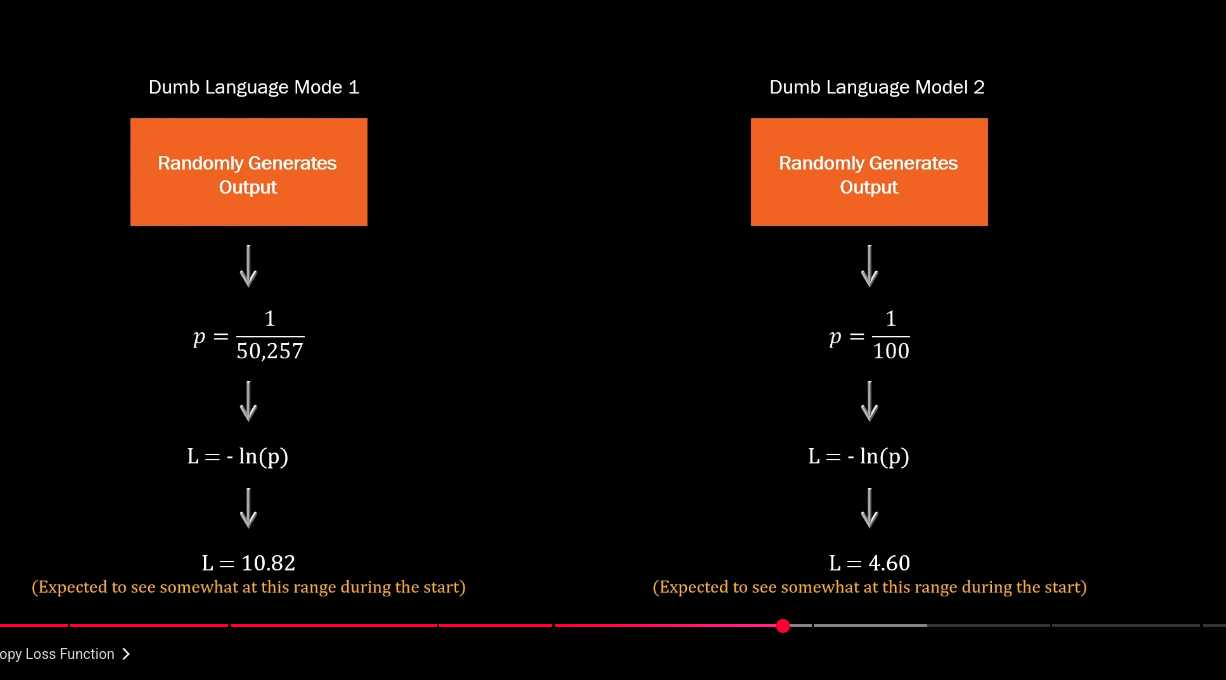 Dumb Language Mode 1
Randomly Generates
Output
p = 1/50,257
L = - ln(p)
L = 10.82
(Expected to see somewhat at this range during the start)
Dumb Language Model 2
Randomly Generates
Output
p = 1/100
L = - ln(p)
L = 4.60
(Expected to see somewhat at this range during the start)
opy Loss Function